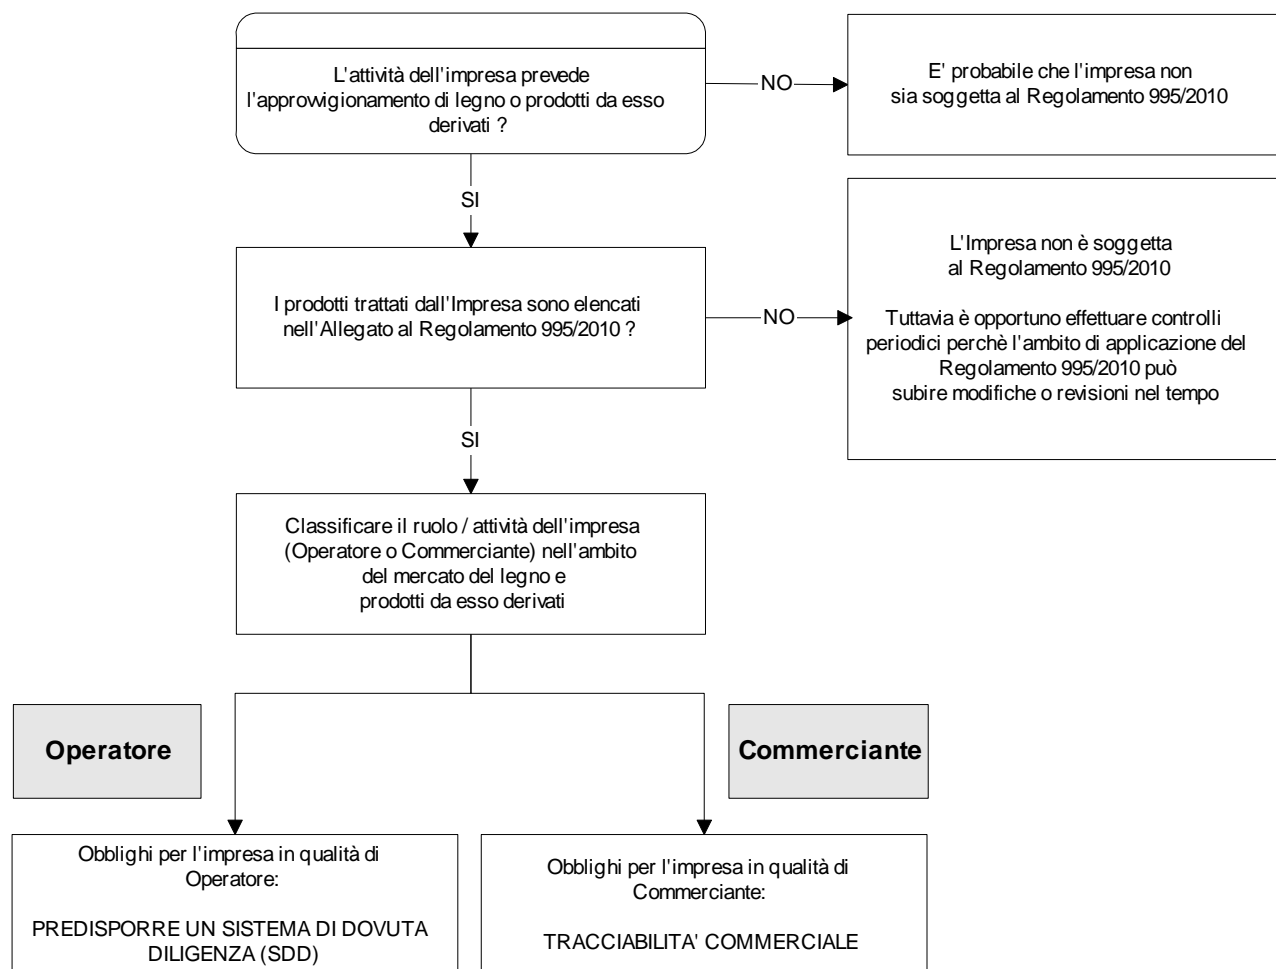 L'attività dell'impresa prevede
l'approvvigionamento di legno o prodotti da esso
derivati ?
NO
E' probabile che l'impresa non
sia soggetta al Regolamento 995/2010
SI
I prodotti trattati dall'Impresa sono elencati
nell'Allegato al Regolamento 995/2010 ?
NO
L'Impresa non è soggetta
al Regolamento 995/2010
Tuttavia è opportuno effettuare controlli
periodici perchè l'ambito di applicazione del
Regolamento 995/2010 può
subire modifiche o revisioni nel tempo
SI
Classificare il ruolo / attività dell'impresa
(Operatore o Commerciante) nell'ambito
del mercato del legno e
prodotti da esso derivati
Operatore
Commerciante
Obblighi per l'impresa in qualità di
Operatore:
PREDISPORRE UN SISTEMA DI DOVUTA
DILIGENZA (SDD)
Obblighi per l'impresa in qualità di
Commerciante:
TRACCIABILITA' COMMERCIALE